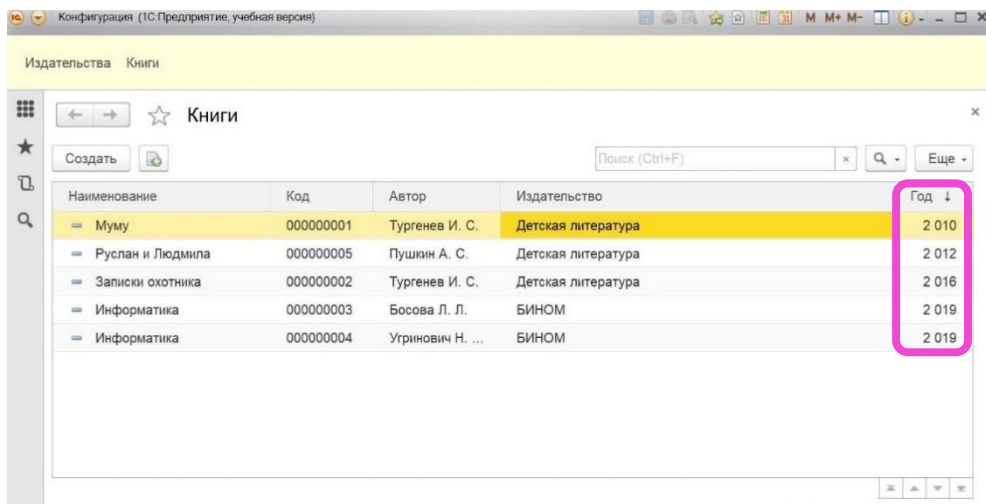 Конфигурация (1С:Предприятие, учебная версия)
M M+ M-
Издательства Книги
Книги
Создать Поиск (Ctrl+F) Еще
Наименование Код Автор Издательство Год ↓
Муму 000000001 Тургенев И. С. Детская литература 2 010
Руслан и Людмила 000000005 Пушкин А. С. Детская литература 2 012
Записки охотника 000000002 Тургенев И. С. Детская литература 2 016
Информатика 000000003 Босова Л. Л. БИНОМ 2 019
Информатика 000000004 Угринович Н. ... БИНОМ 2 019